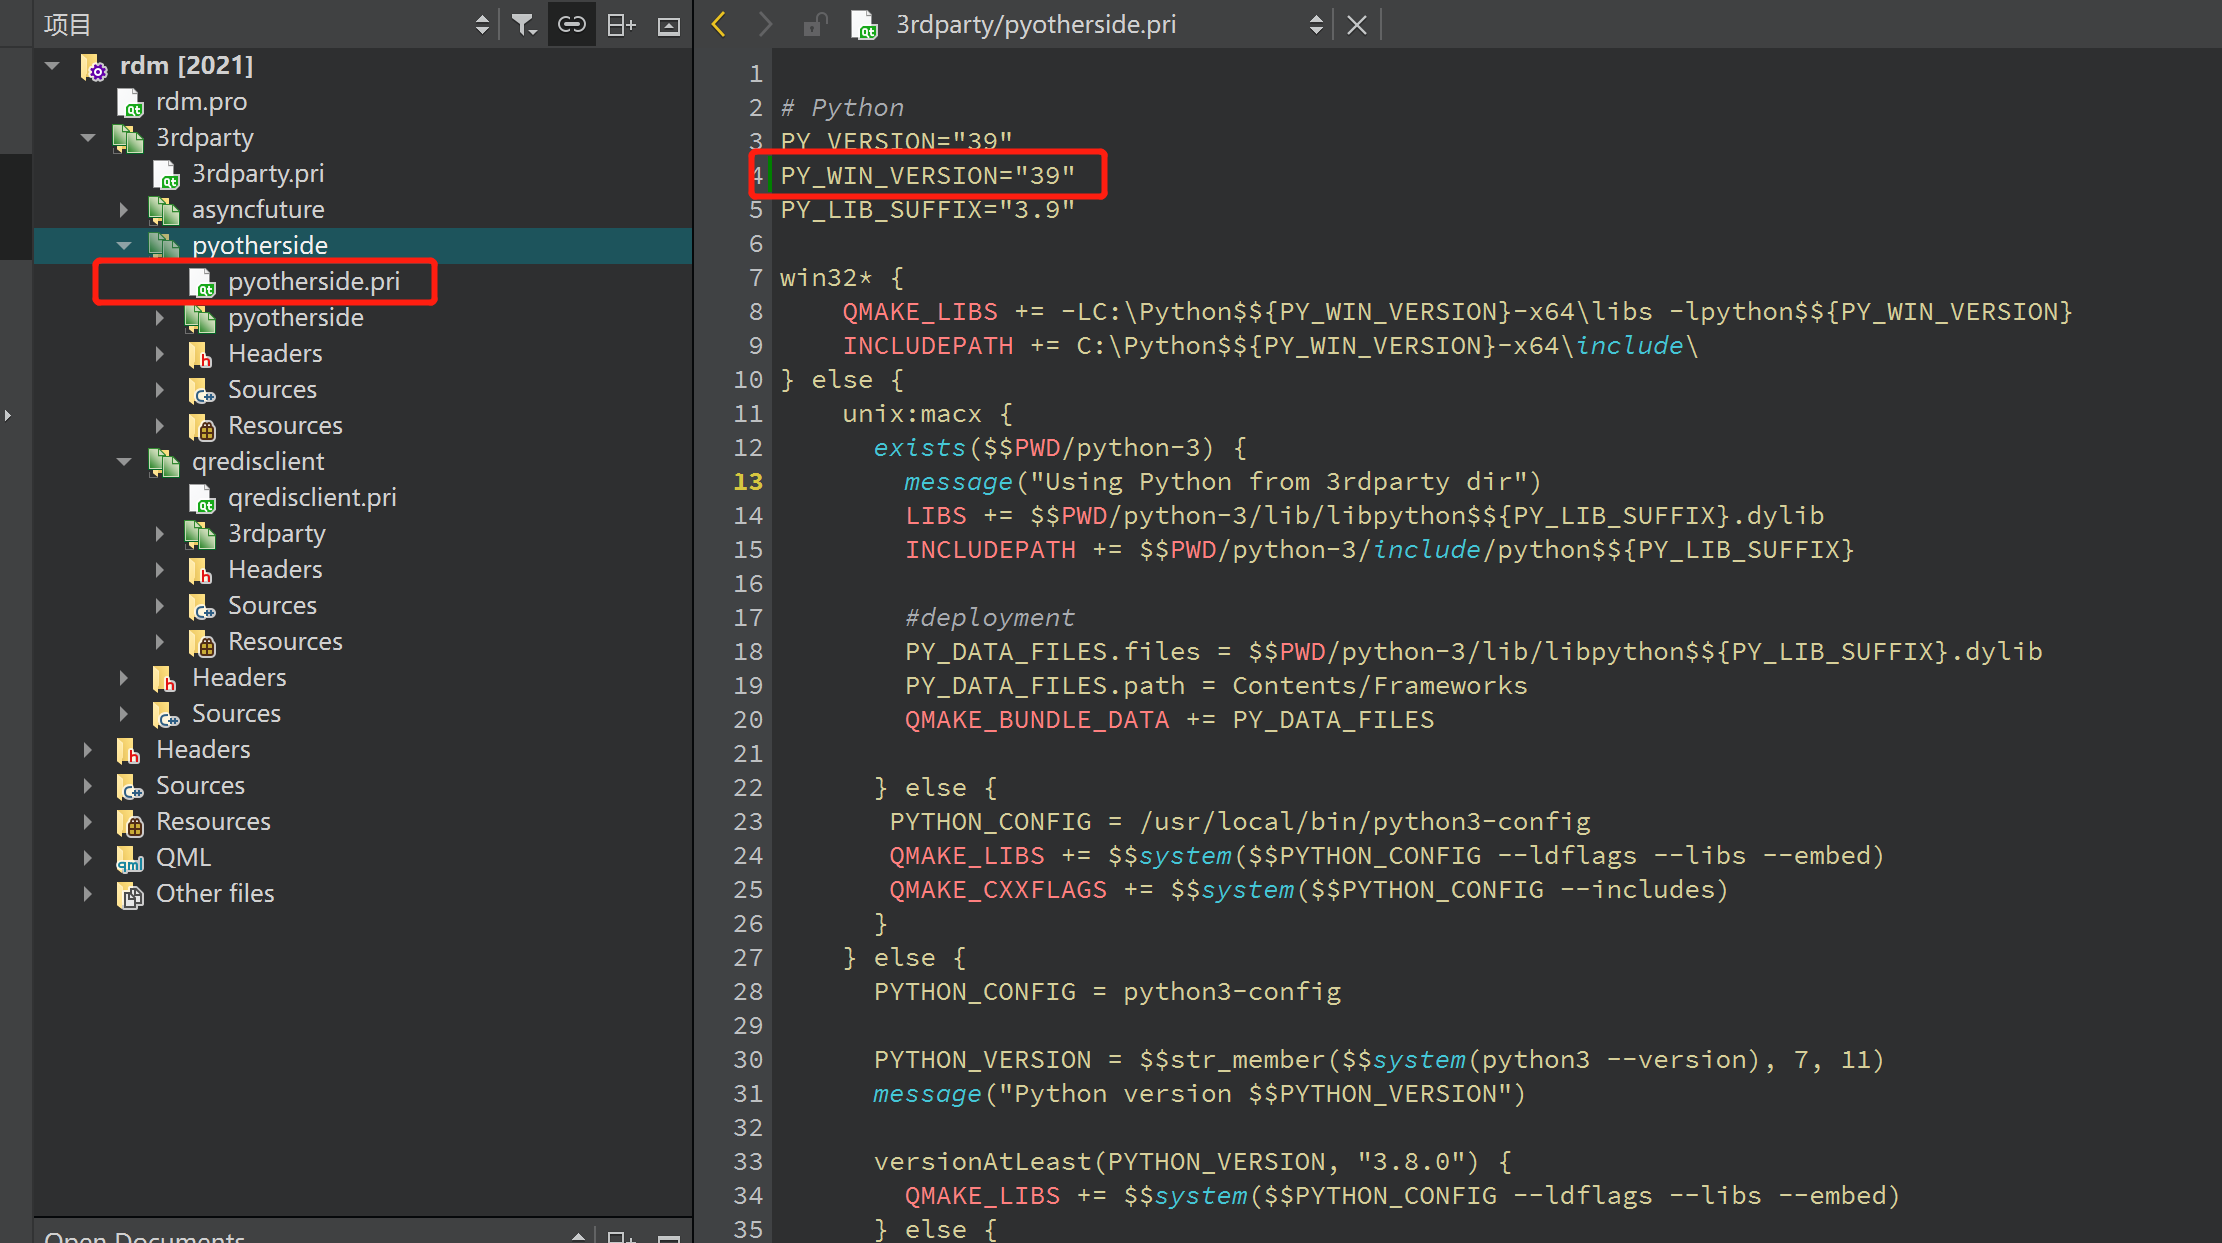 项目
rdm [2021]
rdm.pro
3rdparty
3rdparty.pri
asyncfuture
pyotherside
pyotherside.pri
pyotherside
Headers
Sources
Resources
qredisclient
qredisclient.pri
3rdparty
Headers
Sources
Resources
Headers
Sources
Headers
Sources
Resources
QML
Other files
Open Documents
3rdparty/pyotherside.pri
1
2 # Python
3 PY_VERSION="39"
4 PY_WIN_VERSION="39"
5 PY_LIB_SUFFIX="3.9"
6
7 win32* {
8 QMAKE_LIBS += -LC:\Python$${PY_WIN_VERSION}-x64\libs -lpython$${PY_WIN_VERSION}
9 INCLUDEPATH += C:\Python$${PY_WIN_VERSION}-x64\include\
10 } else {
11 unix:macx {
12 exists($$PWD/python-3) {
13 message("Using Python from 3rdparty dir")
14 LIBS += $$PWD/python-3/lib/libpython$${PY_LIB_SUFFIX}.dylib
15 INCLUDEPATH += $$PWD/python-3/include/python$${PY_LIB_SUFFIX}
16
17 #deployment
18 PY_DATA_FILES.files = $$PWD/python-3/lib/libpython$${PY_LIB_SUFFIX}.dylib
19 PY_DATA_FILES.path = Contents/Frameworks
20 QMAKE_BUNDLE_DATA += PY_DATA_FILES
21
22 } else {
23 PYTHON_CONFIG = /usr/local/bin/python3-config
24 QMAKE_LIBS += $$system($$PYTHON_CONFIG --ldflags --libs --embed)
25 QMAKE_CXXFLAGS += $$system($$PYTHON_CONFIG --includes)
26 }
27 } else {
28 PYTHON_CONFIG = python3-config
29
30 PYTHON_VERSION = $$str_member($$system(python3 --version), 7, 11)
31 message("Python version $$PYTHON_VERSION")
32
33 versionAtLeast(PYTHON_VERSION, "3.8.0") {
34 QMAKE_LIBS += $$system($$PYTHON_CONFIG --ldflags --libs --embed)
35 } else {